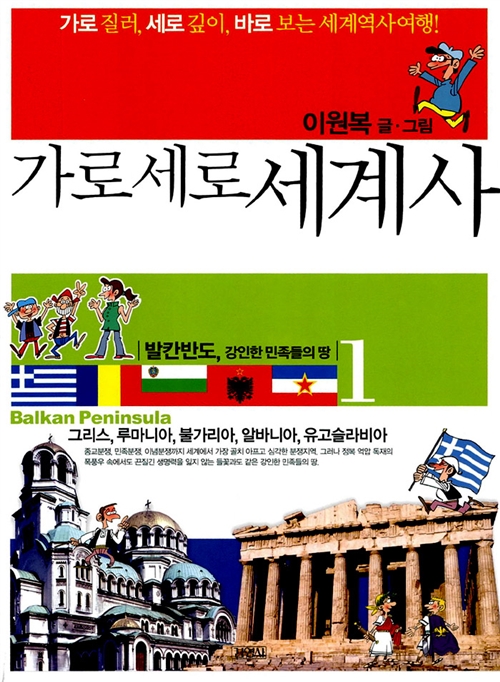 가로 질러, 세로 깊이, 바로 보는 세계역사여행!
이원복 글·그림
가로세로세계사
발칸반도, 강인한 민족들의 땅 1
Balkan Peninsula
그리스, 루마니아, 불가리아, 알바니아, 유고슬라비아
종교분쟁, 민족분쟁, 이념분쟁까지 세계에서 가장 골치 아프고 심각한 분쟁지역. 그러나 정복 억압 독재의
폭풍우 속에서도 끈질긴 생명력을 잃지 않는 들꽃과도 같은 강인한 민족들의 땅.
김영사